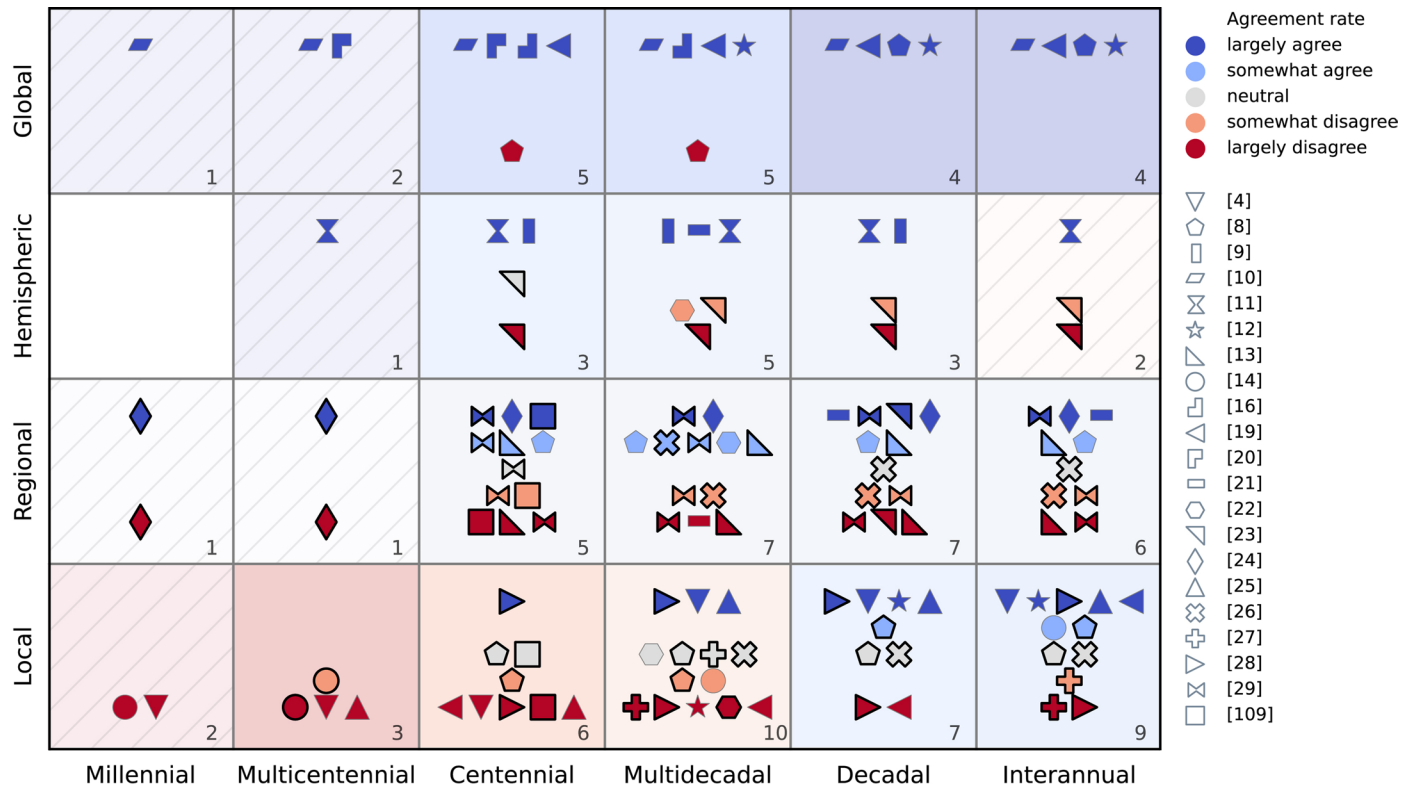 Agreement rate
largely agree
somewhat agree
neutral
somewhat disagree
largely disagree
[4]
[8]
[9]
[10]
[11]
[12]
[13]
[14]
[16]
[19]
[20]
[21]
[22]
[23]
[24]
[25]
[26]
[27]
[28]
[29]
[109]
Global
1 2 5 5 4 4
Hemispheric
1 3 5 3 2
Regional
1 1 5 7 7 6
Local
2 3 6 10 7 9
Millennial Multicentennial Centennial Multidecadal Decadal Interannual